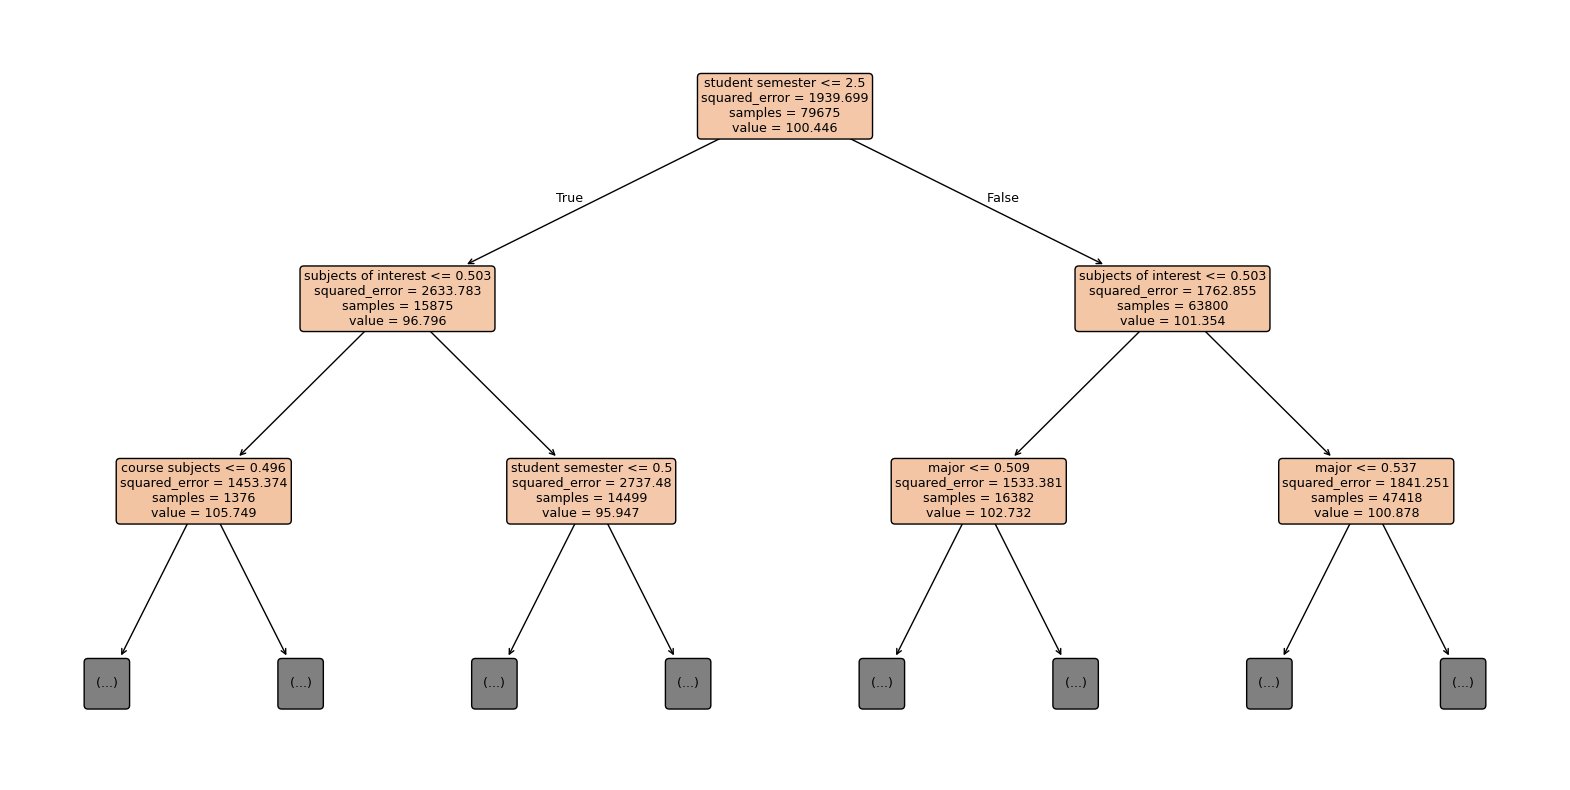 student semester <= 2.5
squared_error = 1939.699
samples = 79675
value = 100.446
True
False
subjects of interest <= 0.503
squared_error = 2633.783
samples = 15875
value = 96.796
subjects of interest <= 0.503
squared_error = 1762.855
samples = 63800
value = 101.354
course subjects <= 0.496
squared_error = 1453.374
samples = 1376
value = 105.749
student semester <= 0.5
squared_error = 2737.48
samples = 14499
value = 95.947
major <= 0.509
squared_error = 1533.381
samples = 16382
value = 102.732
major <= 0.537
squared_error = 1841.251
samples = 47418
value = 100.878
(...)
(...)
(...)
(...)
(...)
(...)
(...)
(...)